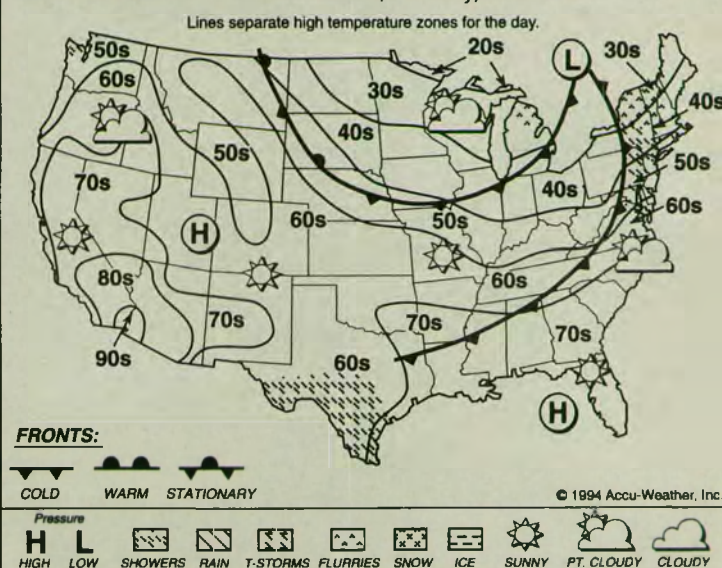 Lines separate high temperature zones for the day.
50s
60s
20s
L
30s
40s
30s
40s
50s
50s
60s
70s
H
60s
50s
40s
80s
60s
70s
70s
70s
90s
60s
H
FRONTS:
COLD WARM STATIONARY
© 1994 Accu-Weather, Inc.
Pressure
H L
HIGH LOW SHOWERS RAIN T-STORMS FLURRIES SNOW ICE SUNNY PT. CLOUDY CLOUDY